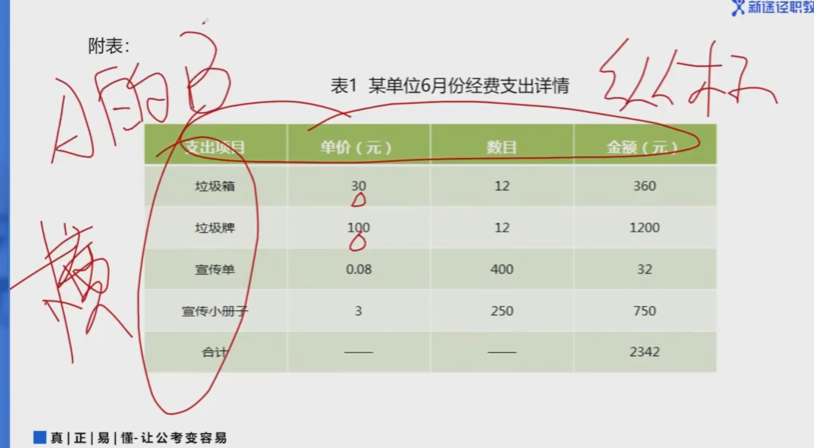 新途径职教
附表：
表1 某单位6月份经费支出详情
纵标
支出项目 单价（元） 数目 金额（元）
垃圾箱 30 12 360
垃圾牌 100 12 1200
宣传单 0.08 400 32
宣传小册子 3 250 750
合计 —— —— 2342
真|正|易|懂-让公考变容易